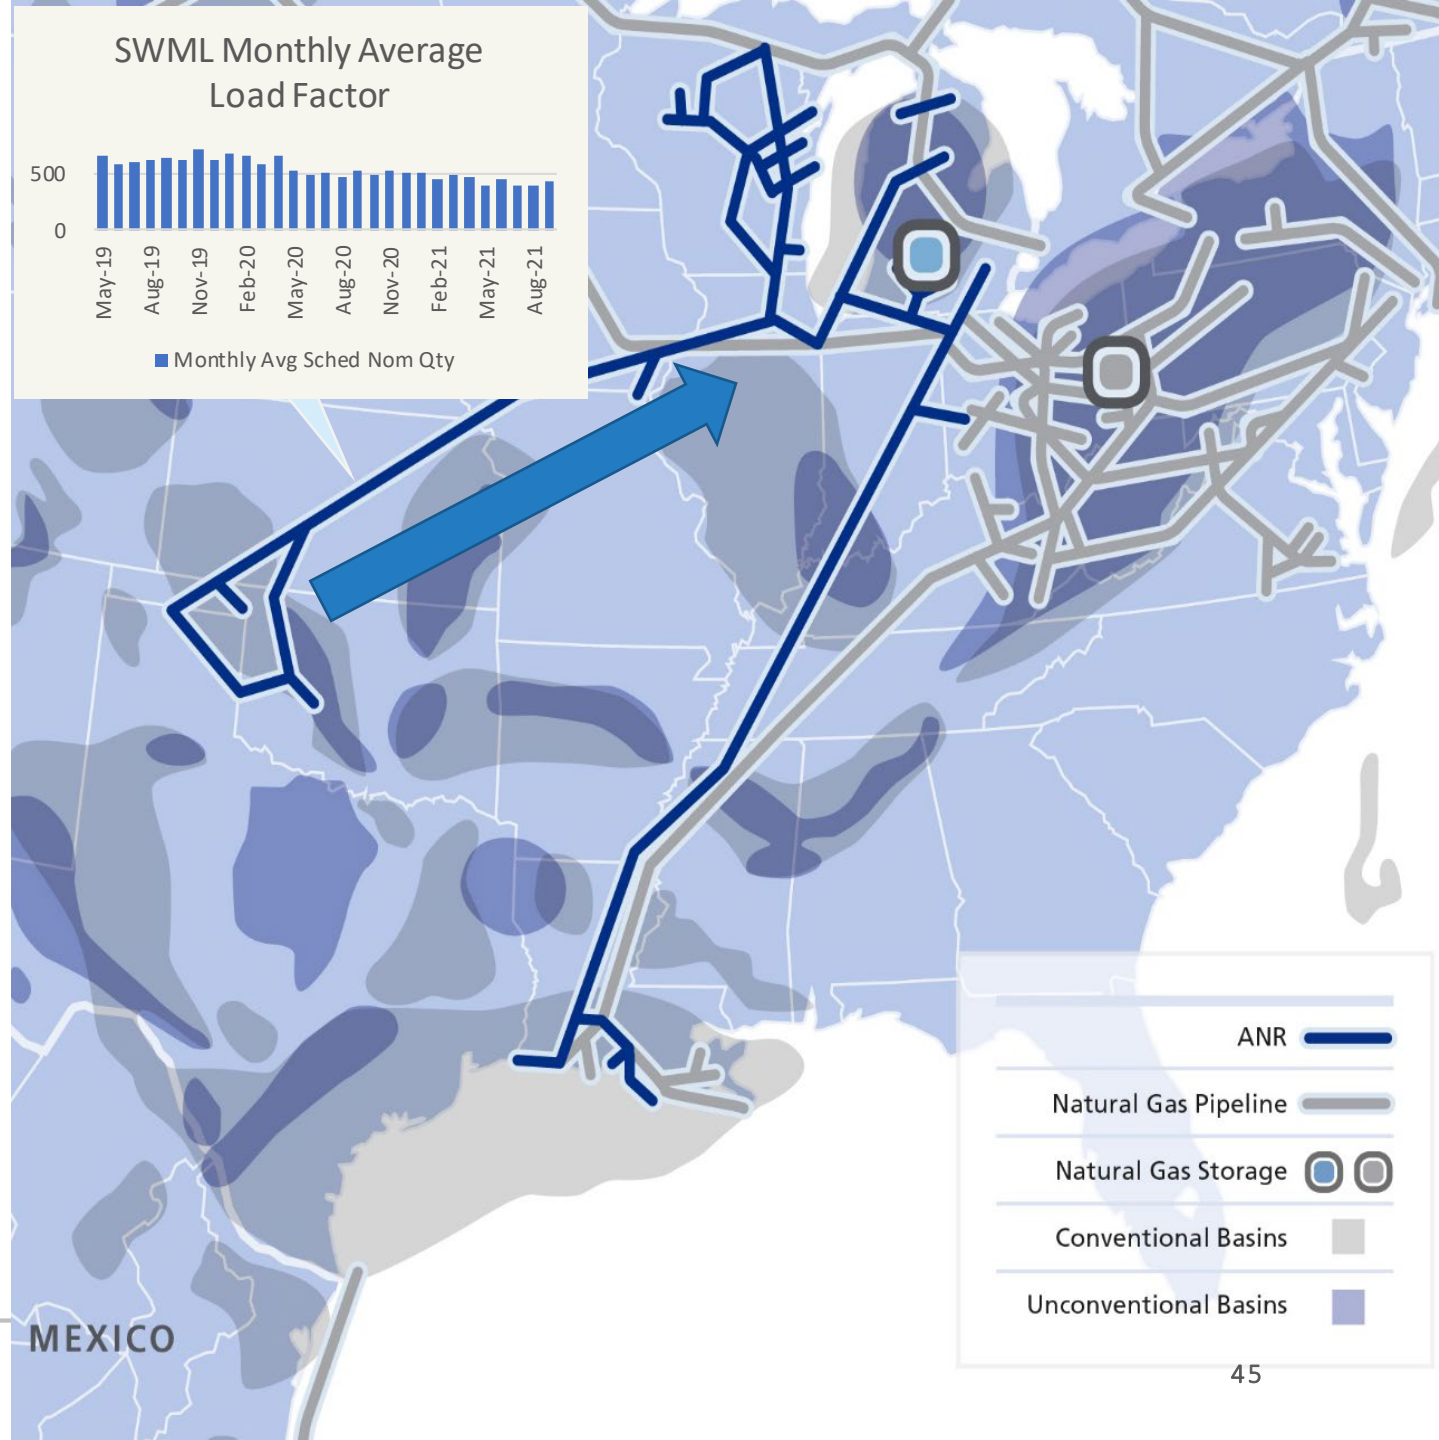 SWML Monthly Average
Load Factor
500
0
May-19
Aug-19
Nov-19
Feb-20
May-20
Aug-20
Nov-20
Feb-21
May-21
Aug-21
Monthly Avg Sched Nom Qty
ANR
Natural Gas Pipeline
Natural Gas Storage
Conventional Basins
Unconventional Basins
MEXICO
45